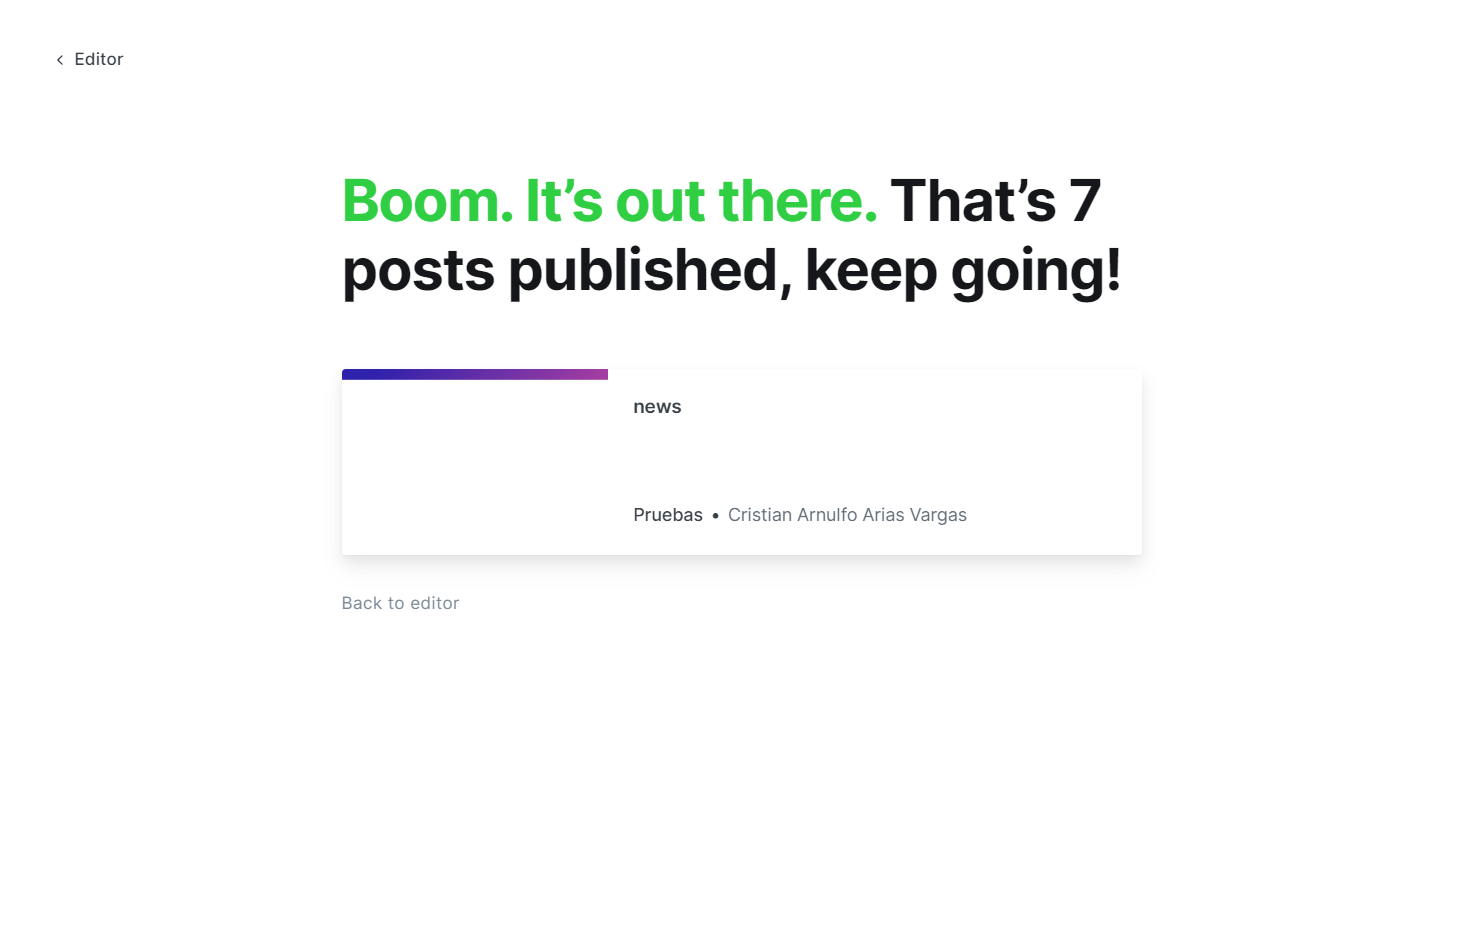 Editor
Boom. It’s out there. That’s 7
posts published, keep going!
news
Pruebas • Cristian Arnulfo Arias Vargas
Back to editor